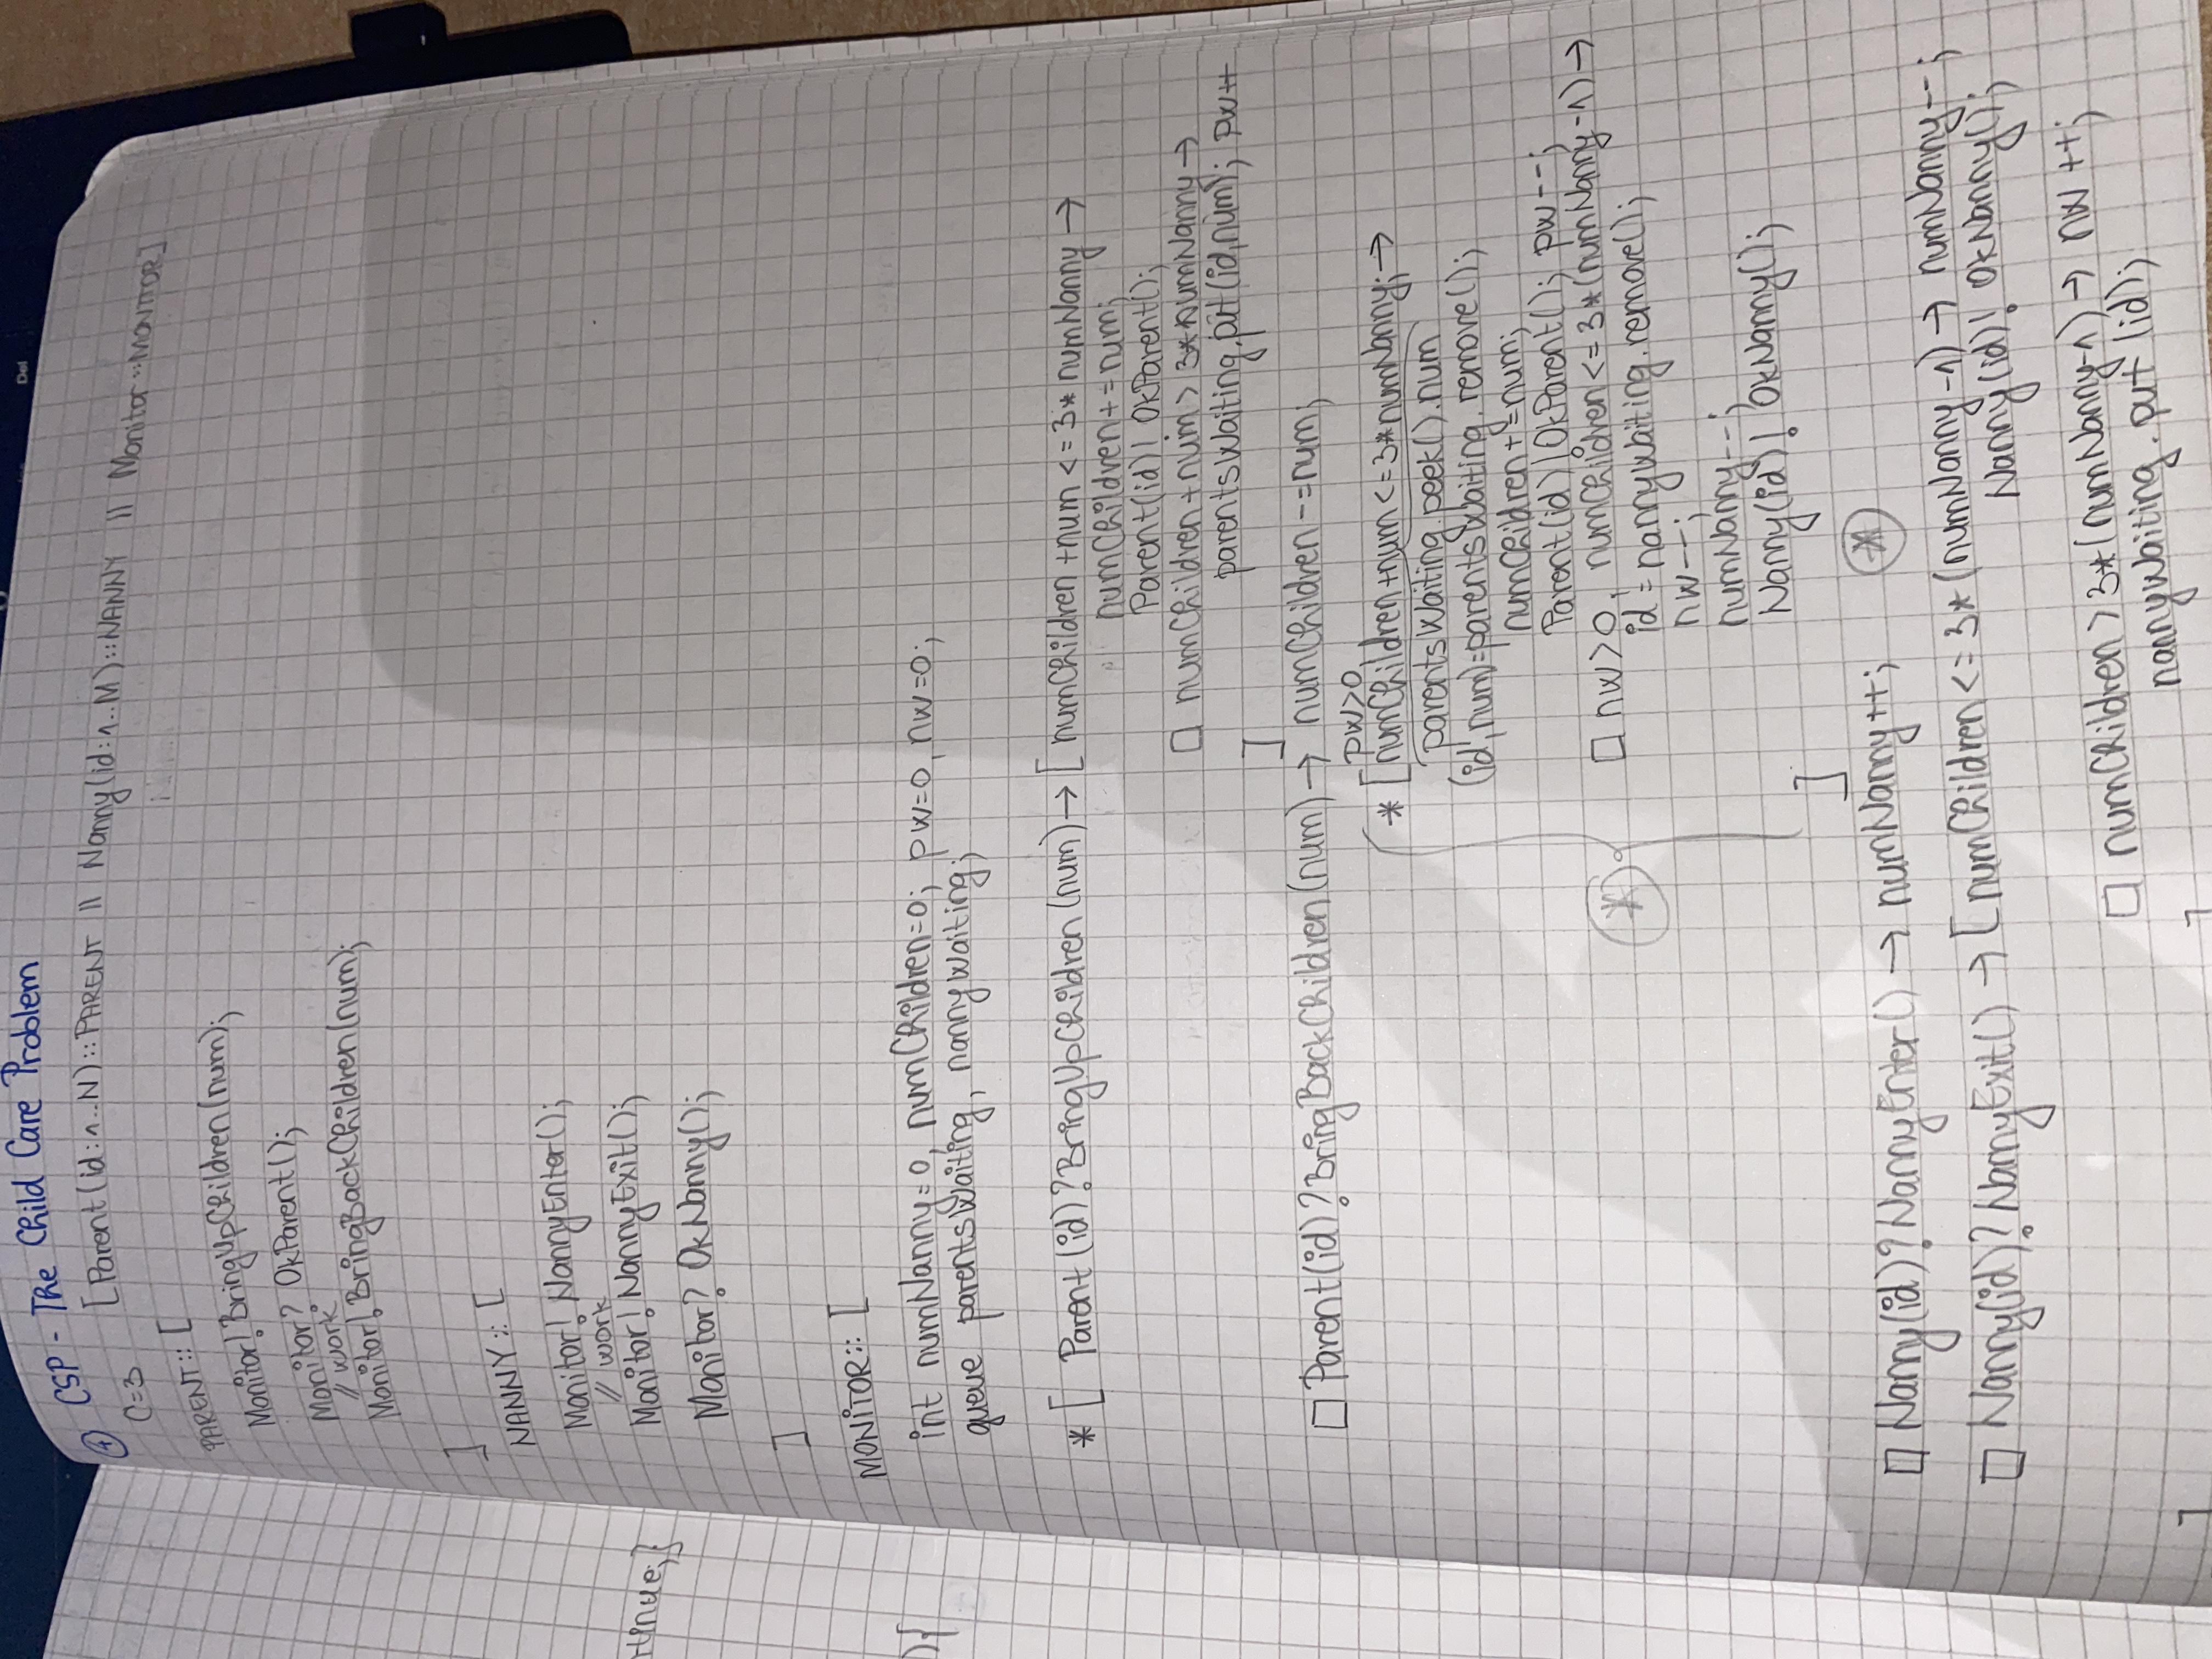 Del
④ CSP - The Child Care Problem
[Parent(id:1..N)::PARENT || Nanny(id:1..M)::NANNY || Monitor::MONITOR]
C=3
PARENT:: [
Monitor! BringUpChildren(num);
Monitor? OkParent();
// work
Monitor! BringBackChildren(num);
]
NANNY:: [
Monitor! NannyEnter();
// work
Monitor! NannyExit();
tinue;}
Monitor? OkNanny();
]
MONITOR:: [
){
int numNanny=0, numChildren=0; pw=0, nw=0;
queue parentsWaiting, nannyWaiting;
*[ Parent(id)?BringUpChildren(num) → [ numChildren+num <= 3*numNanny →
numChildren+=num;
Parent(id)! OkParent();
□ numChildren+num > 3*numNanny →
parentsWaiting.put(id,num); pw++
]
□ Parent(id)?BringBackChildren(num) → numChildren-=num;
pw>0,
*[numChildren+num<=3*numNanny; →
parentsWaiting.peek().num
(id,num)=parentsWaiting.remove();
numChildren+=num;
Parent(id)!OkParent(); pw--;
□ nw>0, numChildren<=3*(numNanny-1) →
* id = nannyWaiting.remove();
nw--;
numNanny--;
Nanny(id)! OkNanny();
]
□ Nanny(id)?NannyEnter() → numNanny++; *
□ Nanny(id)?NannyExit() → [numChildren<=3*(numNanny-1) → numNanny--;
Nanny(id)! OkNanny();
□ numChildren>3*(numNanny-1) → nw++;
nannyWaiting.put(id);
] ]